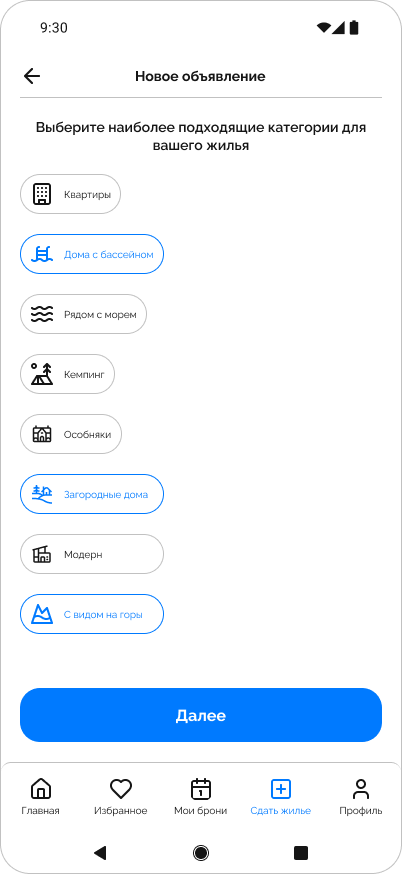 9:30
Новое объявление
Выберите наиболее подходящие категории для
вашего жилья
Квартиры
Дома с бассейном
Рядом с морем
Кемпинг
Особняки
Загородные дома
Модерн
С видом на горы
Далее
Главная
Избранное
1
Мои брони
Сдать жилье
Профиль